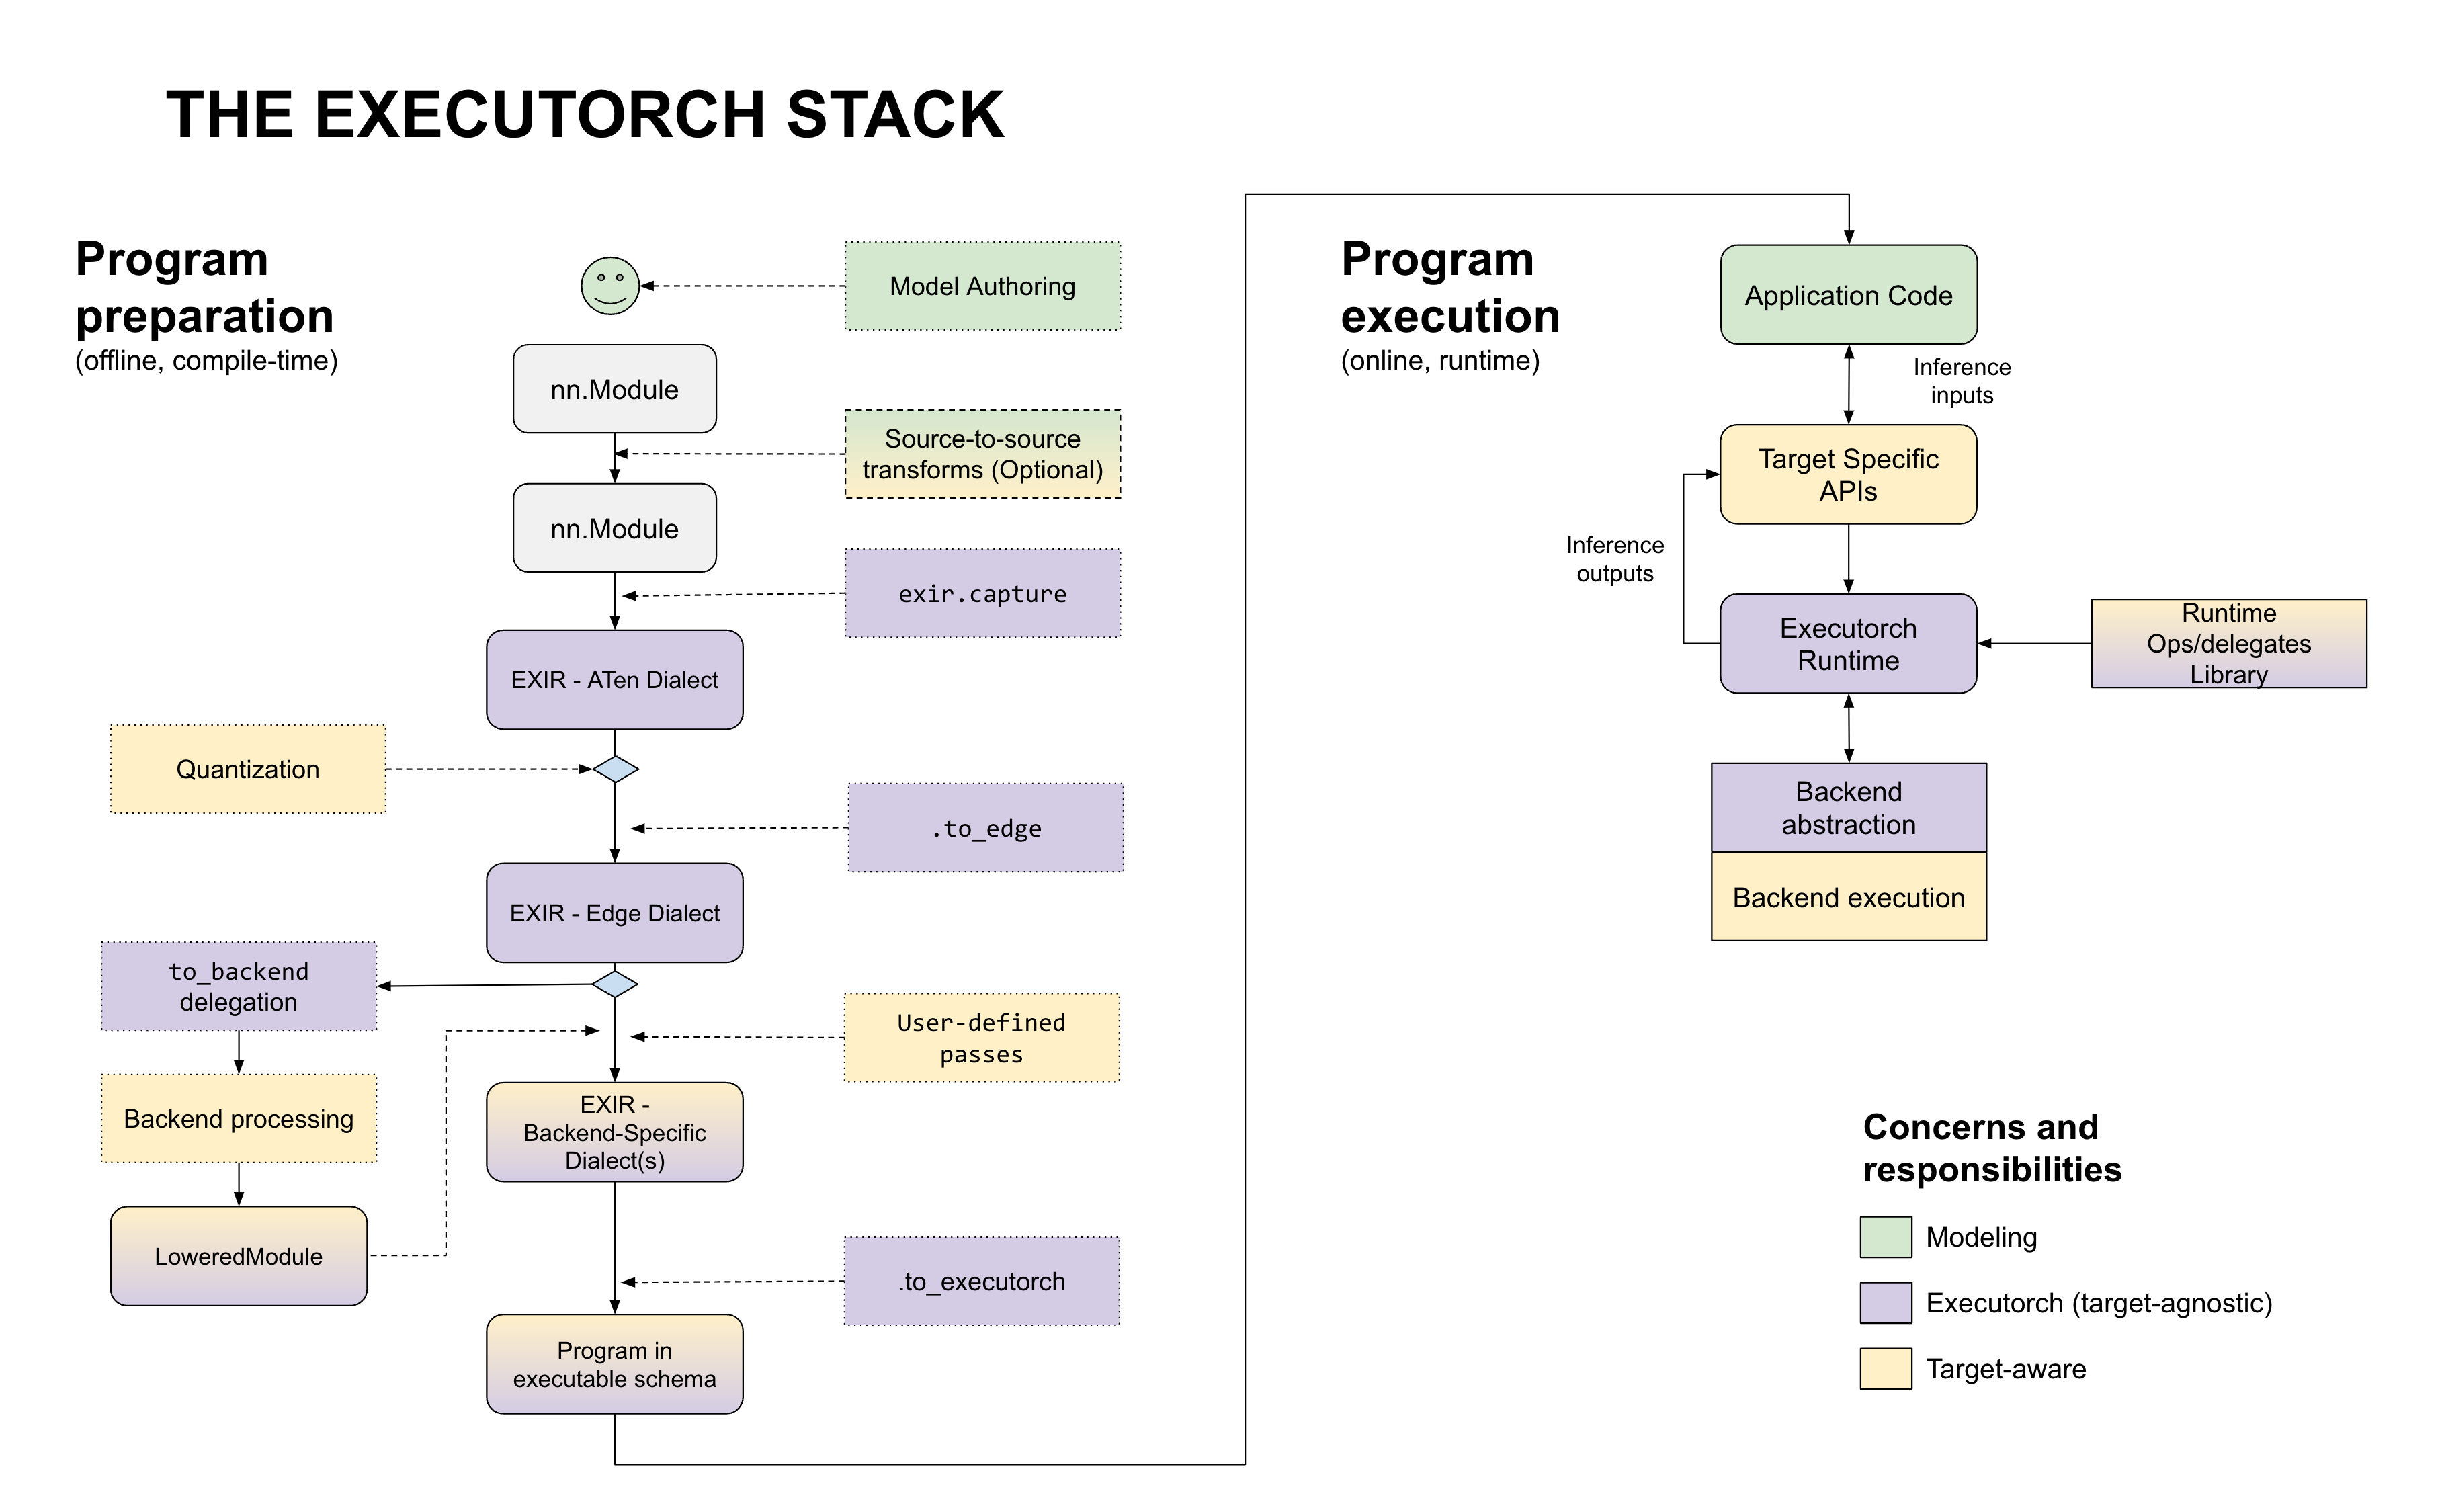 THE EXECUTORCH STACK
Program
preparation
(offline, compile-time)
Model Authoring
nn.Module
Source-to-source
transforms (Optional)
nn.Module
exir.capture
EXIR - ATen Dialect
Quantization
.to_edge
EXIR - Edge Dialect
to_backend
delegation
User-defined
passes
Backend processing
EXIR -
Backend-Specific
Dialect(s)
LoweredModule
.to_executorch
Program in
executable schema
Program
execution
(online, runtime)
Application Code
Inference
inputs
Target Specific
APIs
Inference
outputs
Executorch
Runtime
Runtime
Ops/delegates
Library
Backend
abstraction
Backend execution
Concerns and
responsibilities
Modeling
Executorch (target-agnostic)
Target-aware